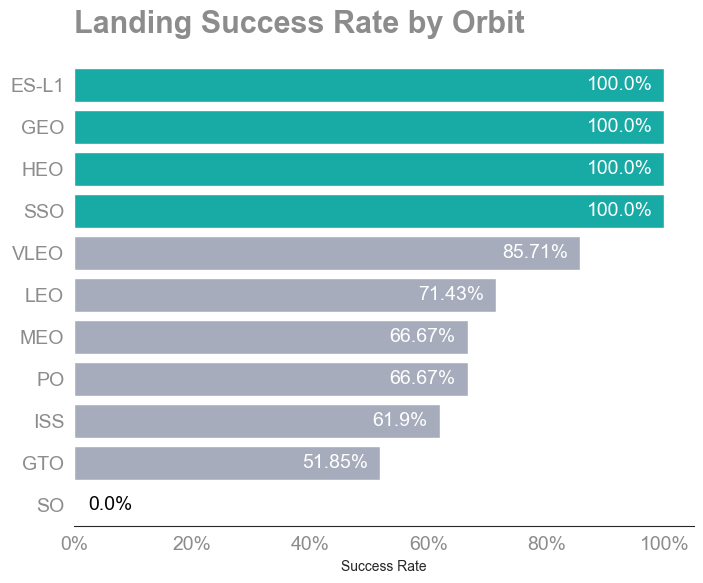 Landing Success Rate by Orbit
ES-L1 100.0%
GEO 100.0%
HEO 100.0%
SSO 100.0%
VLEO 85.71%
LEO 71.43%
MEO 66.67%
PO 66.67%
ISS 61.9%
GTO 51.85%
SO 0.0%
0% 20% 40% 60% 80% 100%
Success Rate